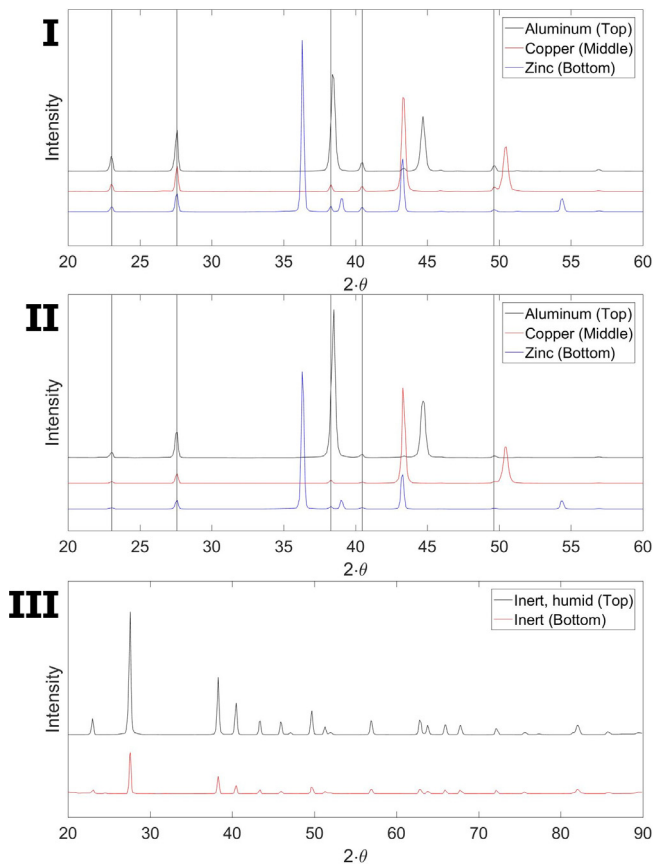 I
Intensity
Aluminum (Top)
Copper (Middle)
Zinc (Bottom)
20 25 30 35 40 45 50 55 60
2·θ
II
Intensity
Aluminum (Top)
Copper (Middle)
Zinc (Bottom)
20 25 30 35 40 45 50 55 60
2·θ
III
Intensity
Inert, humid (Top)
Inert (Bottom)
20 30 40 50 60 70 80 90
2·θ